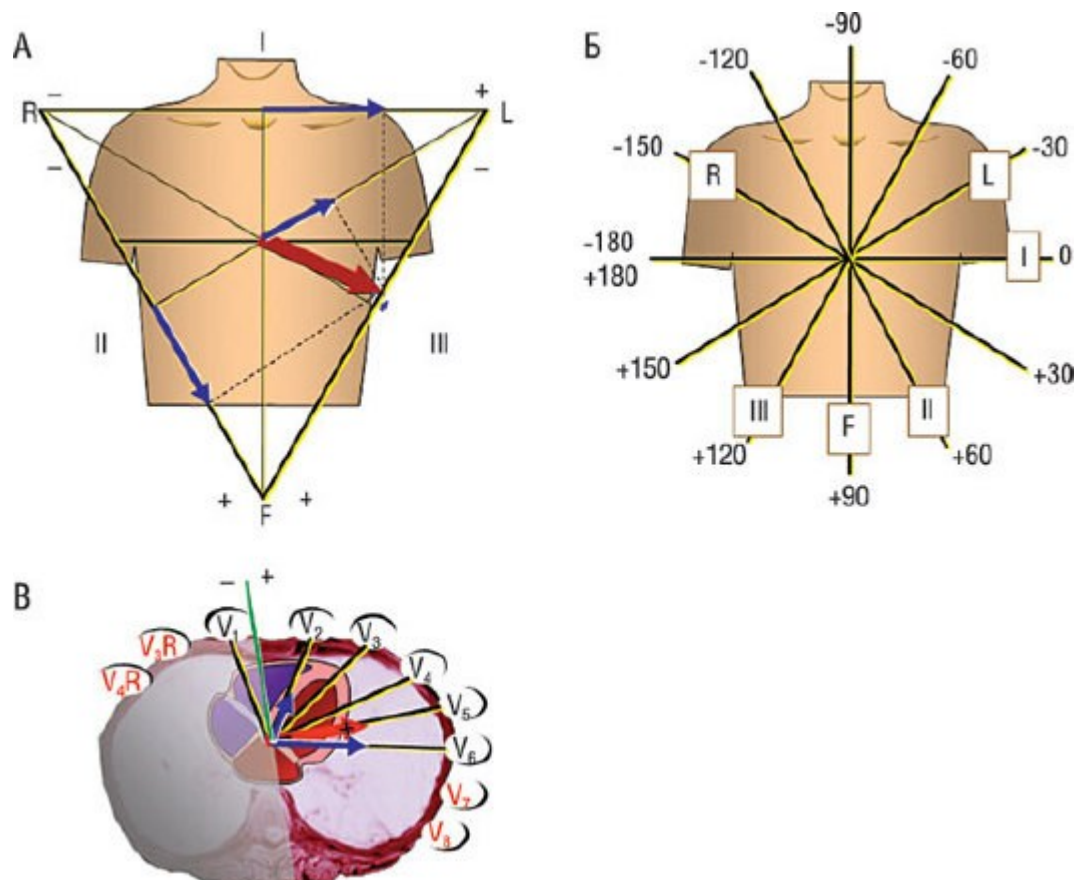 А
I
R – + L
– –
II III
+ +
F
Б
-90
-120 -60
-150 -30
R L
-180 I 0
+180
+150 +30
III F II
+120 +60
+90
В
– +
V₁ V₂ V₃ V₄ V₅ V₆ V₇ V₈
V₃R
V₄R
+